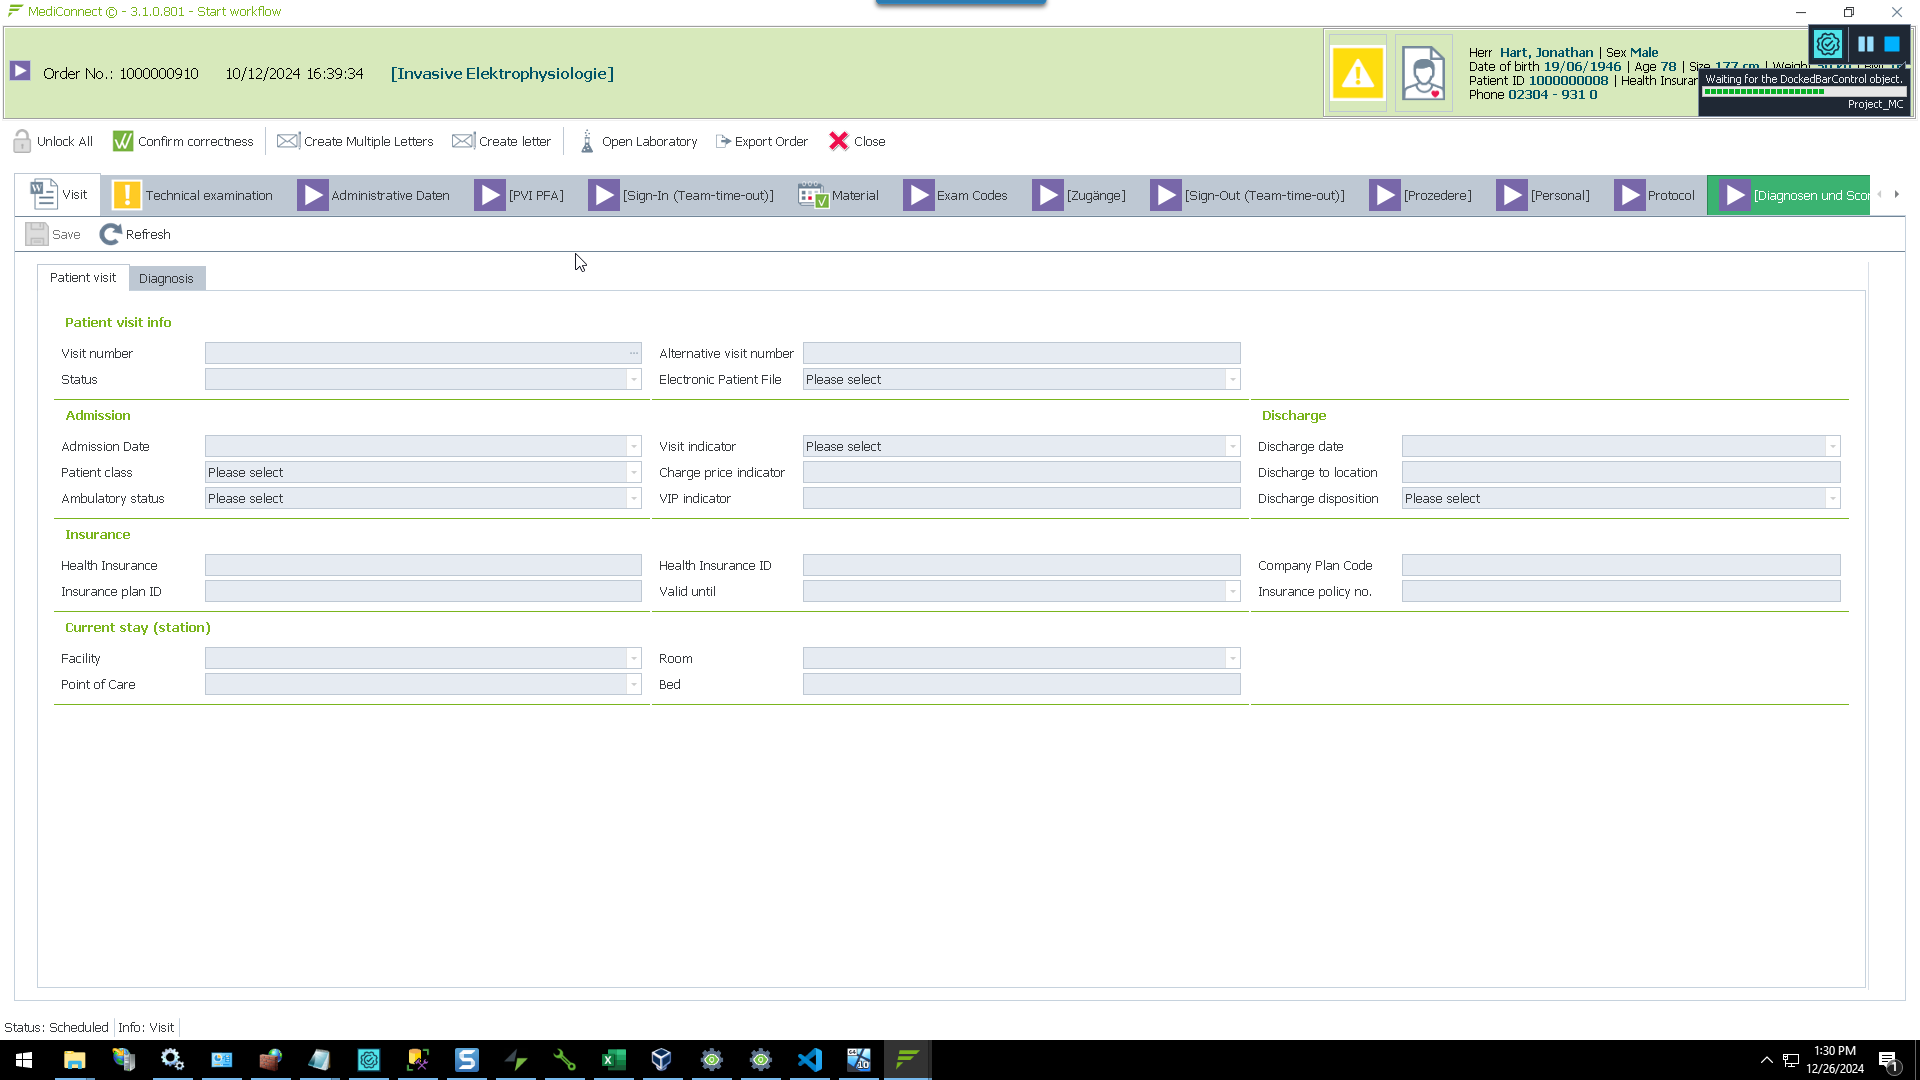 MediConnect © - 3.1.0.801 - Start workflow
Order No.: 1000000910 10/12/2024 16:39:34 [Invasive Elektrophysiologie]
Herr Hart, Jonathan | Sex Male
Date of birth 19/06/1946 | Age 78 | Size 177 cm | Weight
Patient ID 1000000008 | Health Insurar
Phone 02304 - 931 0
Waiting for the DockedBarControl object.
Project_MC
Unlock All Confirm correctness Create Multiple Letters Create letter Open Laboratory Export Order Close
Visit Technical examination Administrative Daten [PVI PFA] [Sign-In (Team-time-out)] Material Exam Codes [Zugänge] [Sign-Out (Team-time-out)] [Prozedere] [Personal] Protocol [Diagnosen und Scor
Save Refresh
Patient visit Diagnosis
Patient visit info
Visit number Alternative visit number
Status Electronic Patient File Please select
Admission Discharge
Admission Date Visit indicator Please select Discharge date
Patient class Please select Charge price indicator Discharge to location
Ambulatory status Please select VIP indicator Discharge disposition Please select
Insurance
Health Insurance Health Insurance ID Company Plan Code
Insurance plan ID Valid until Insurance policy no.
Current stay (station)
Facility Room
Point of Care Bed
Status: Scheduled Info: Visit
1:30 PM
12/26/2024
1